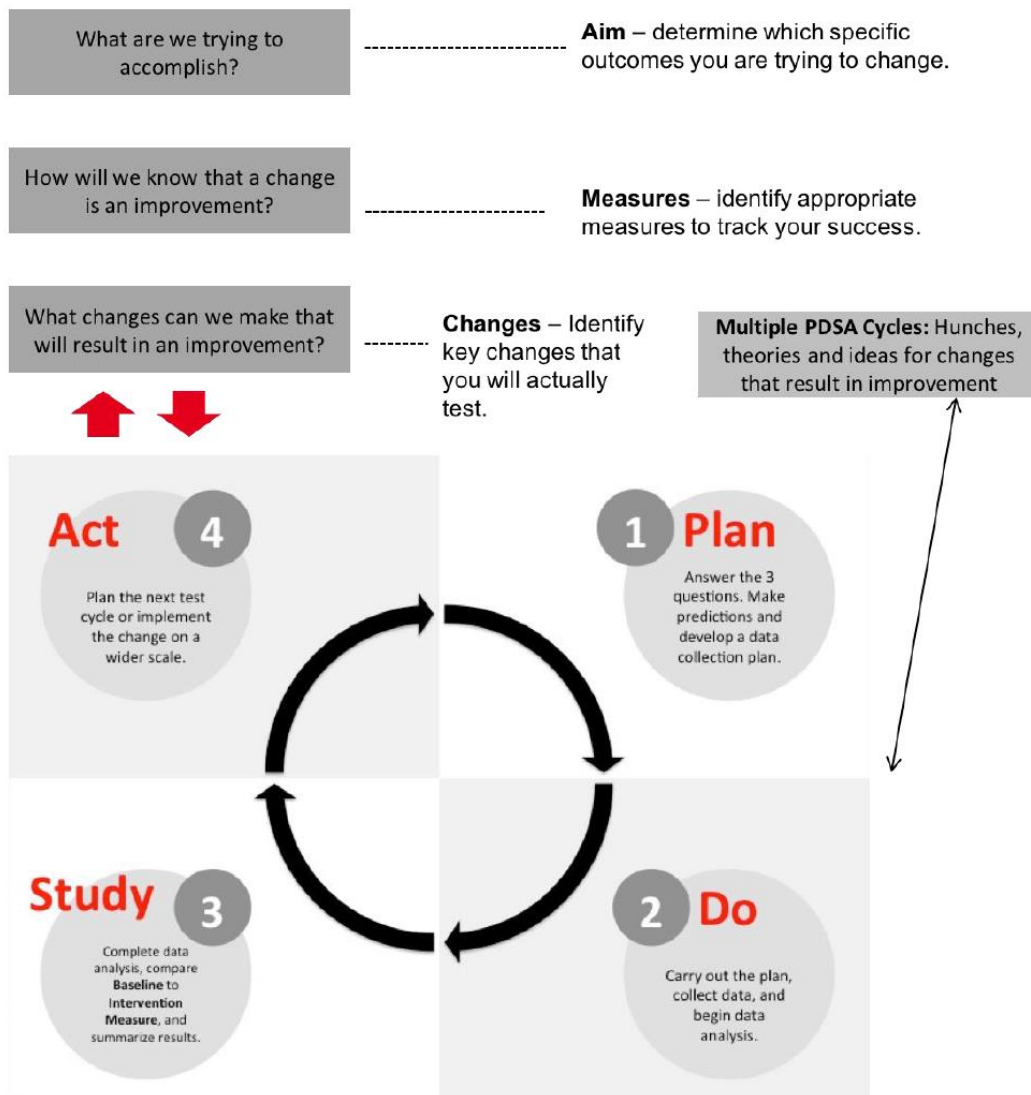 What are we trying to
accomplish?
Aim – determine which specific
outcomes you are trying to change.
How will we know that a change
is an improvement?
Measures – identify appropriate
measures to track your success.
What changes can we make that
will result in an improvement?
Changes – Identify
key changes that
you will actually
test.
Multiple PDSA Cycles: Hunches,
theories and ideas for changes
that result in improvement
Act
4
Plan the next test
cycle or implement
the change on a
wider scale.
1
Plan
Answer the 3
questions. Make
predictions and
develop a data
collection plan.
Study
3
Complete data
analysis, compare
Baseline to
Intervention
Measure, and
summarize results.
2
Do
Carry out the plan,
collect data, and
begin data
analysis.